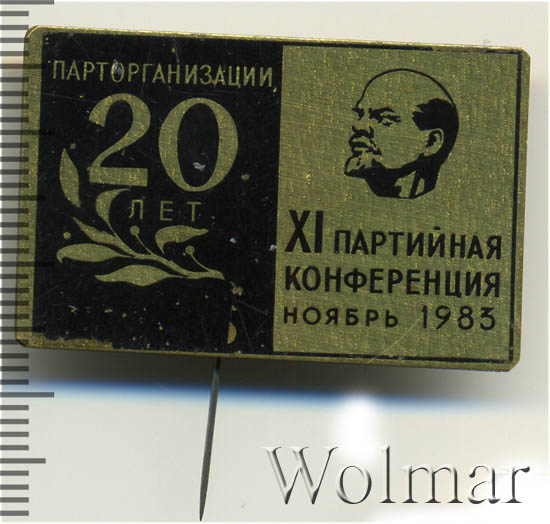 ПАРТОРГАНИЗАЦИИ
20
ЛЕТ
XI ПАРТИЙНАЯ
КОНФЕРЕНЦИЯ
НОЯБРЬ 1983
Wolmar